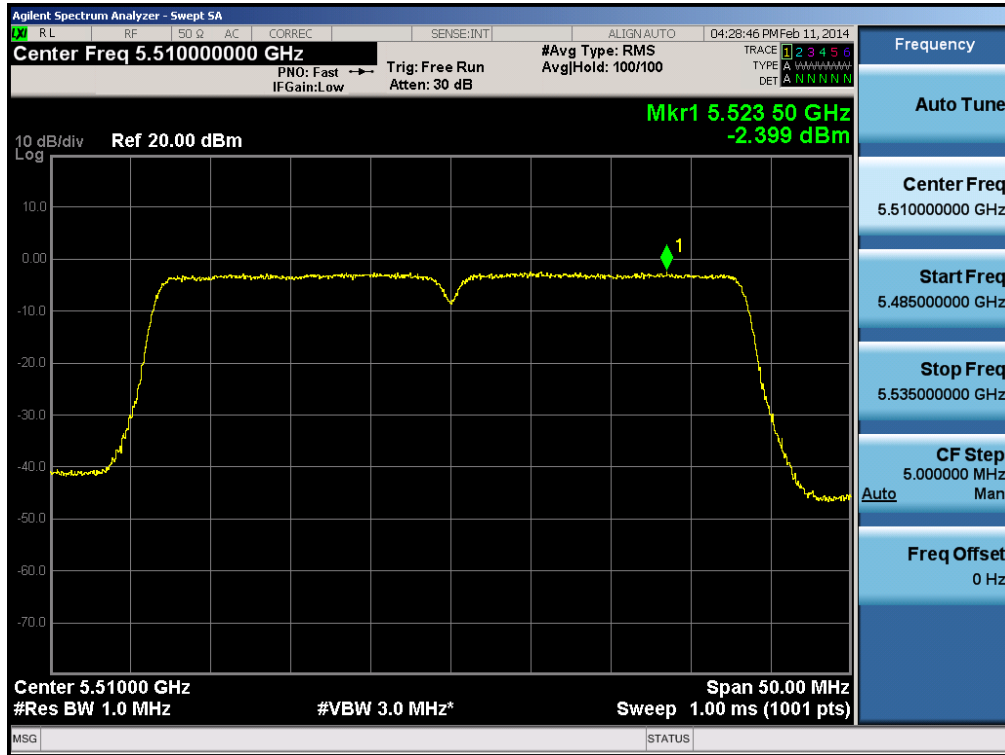 Agilent Spectrum Analyzer - Swept SA
LXI RL RF 50 Ω AC CORREC SENSE:INT ALIGN AUTO 04:28:46 PM Feb 11, 2014
Center Freq 5.510000000 GHz
PNO: Fast
IFGain:Low
Trig: Free Run
Atten: 30 dB
#Avg Type: RMS
Avg|Hold: 100/100
TRACE 1 2 3 4 5 6
TYPE A WWWWW
DET A N N N N N
Mkr1 5.523 50 GHz
-2.399 dBm
10 dB/div Ref 20.00 dBm
Log
10.0
1
0.00
-10.0
-20.0
-30.0
-40.0
-50.0
-60.0
-70.0
Center 5.51000 GHz Span 50.00 MHz
#Res BW 1.0 MHz #VBW 3.0 MHz* Sweep 1.00 ms (1001 pts)
MSG STATUS
Frequency
Auto Tune
Center Freq
5.510000000 GHz
Start Freq
5.485000000 GHz
Stop Freq
5.535000000 GHz
CF Step
5.000000 MHz
Auto Man
Freq Offset
0 Hz